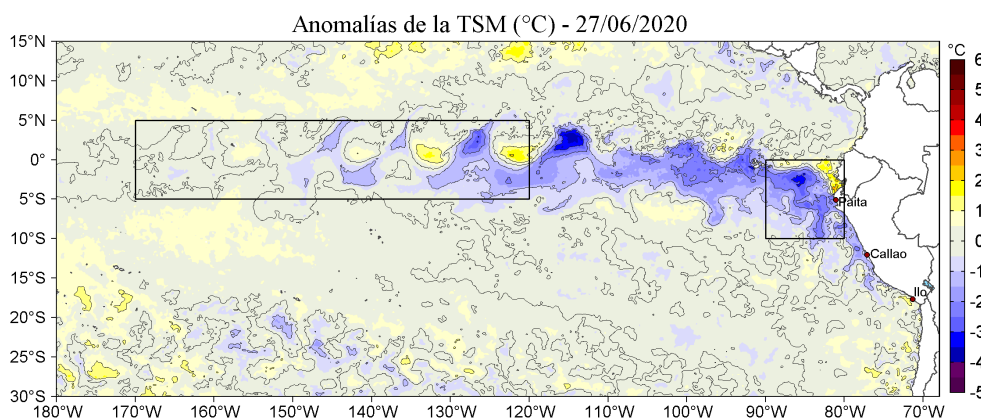 Anomalías de la TSM (°C) - 27/06/2020
15°N
10°N
5°N
0°
5°S
10°S
15°S
20°S
25°S
30°S
180°W
170°W
160°W
150°W
140°W
130°W
120°W
110°W
100°W
90°W
80°W
70°W
Paita
Callao
Ilo
°C
6
5
4
3
2
1
0
-1
-2
-3
-4
-5